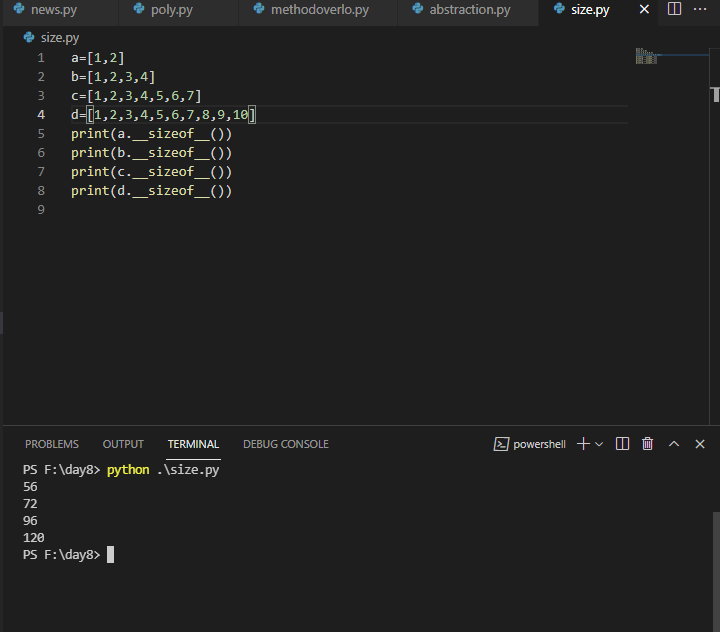 news.py poly.py methodoverlo.py abstraction.py size.py
size.py
1 a=[1,2]
2 b=[1,2,3,4]
3 c=[1,2,3,4,5,6,7]
4 d=[1,2,3,4,5,6,7,8,9,10]
5 print(a.__sizeof__())
6 print(b.__sizeof__())
7 print(c.__sizeof__())
8 print(d.__sizeof__())
9
PROBLEMS OUTPUT TERMINAL DEBUG CONSOLE powershell
PS F:\day8> python .\size.py
56
72
96
120
PS F:\day8>